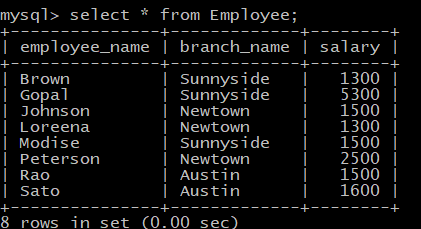 mysql> select * from Employee;
+---------------+-------------+--------+
| employee_name | branch_name | salary |
+---------------+-------------+--------+
| Brown         | Sunnyside   |   1300 |
| Gopal         | Sunnyside   |   5300 |
| Johnson       | Newtown     |   1500 |
| Loreena       | Newtown     |   1300 |
| Modise        | Sunnyside   |   1500 |
| Peterson      | Newtown     |   2500 |
| Rao           | Austin      |   1500 |
| Sato          | Austin      |   1600 |
+---------------+-------------+--------+
8 rows in set (0.00 sec)